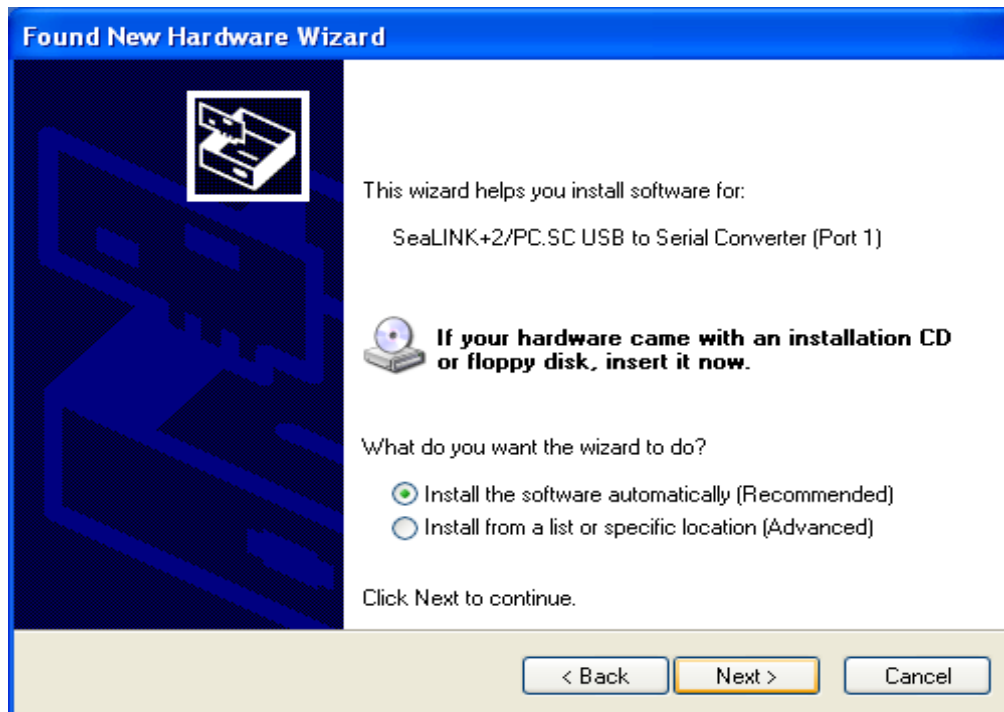 Found New Hardware Wizard
This wizard helps you install software for:
SeaLINK+2/PC.SC USB to Serial Converter (Port 1)
If your hardware came with an installation CD
or floppy disk, insert it now.
What do you want the wizard to do?
Install the software automatically (Recommended)
Install from a list or specific location (Advanced)
Click Next to continue.
< Back Next > Cancel